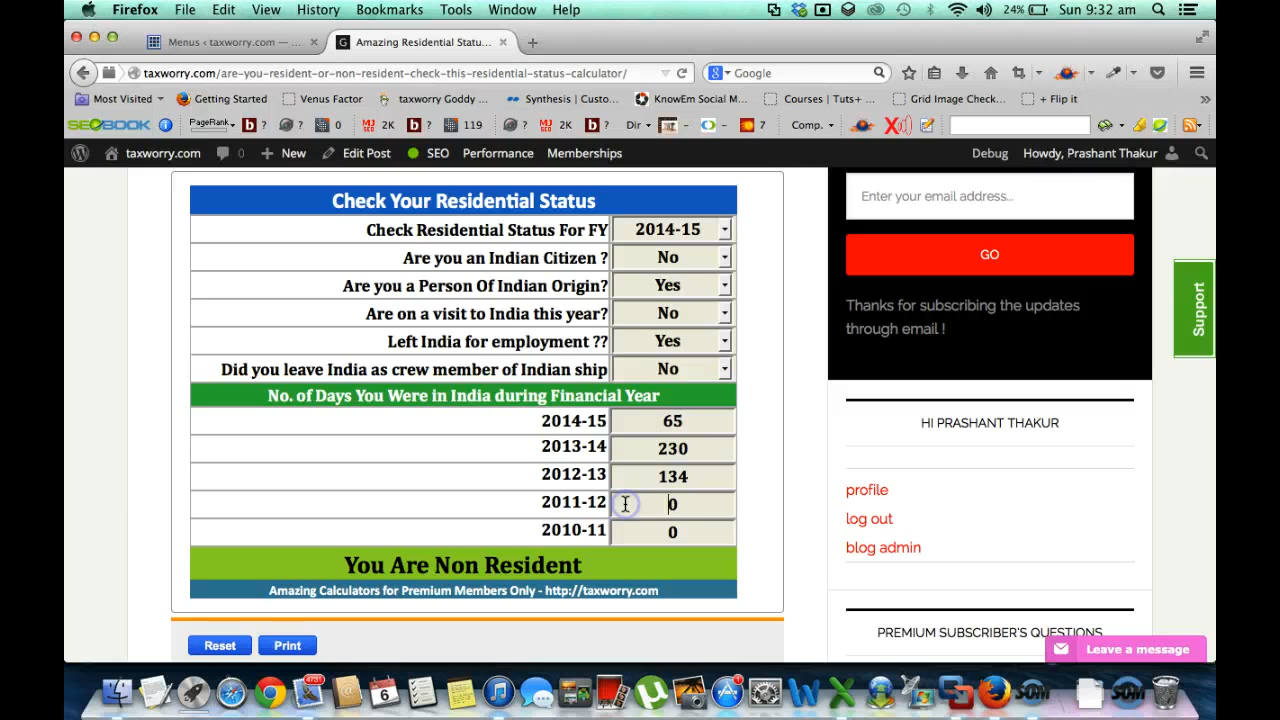 Firefox File Edit View History Bookmarks Tools Window Help 24% Sun 9:32 am
Menus ‹ taxworry.com — ... Amazing Residential Statu...
taxworry.com/are-you-resident-or-non-resident-check-this-residential-status-calculator/ Google
Most Visited Getting Started Venus Factor taxworry Goddy ... Synthesis | Custo... KnowEm Social M... Courses | Tuts+ ... Grid Image Check... + Flip it
SEOBOOK PageRank ? ? 0 2K ? 119 ? 2K ? Dir - - 7 Comp.
taxworry.com 0 New Edit Post SEO Performance Memberships Debug Howdy, Prashant Thakur
Check Your Residential Status
Check Residential Status For FY 2014-15
Are you an Indian Citizen ? No
Are you a Person Of Indian Origin? Yes
Are on a visit to India this year? No
Left India for employment ?? Yes
Did you leave India as crew member of Indian ship No
No. of Days You Were in India during Financial Year
2014-15 65
2013-14 230
2012-13 134
2011-12 0
2010-11 0
You Are Non Resident
Amazing Calculators for Premium Members Only - http://taxworry.com
Reset Print
Enter your email address...
GO
Thanks for subscribing the updates
through email !
Support
HI PRASHANT THAKUR
profile
log out
blog admin
PREMIUM SUBSCRIBER'S QUESTIONS
Leave a message